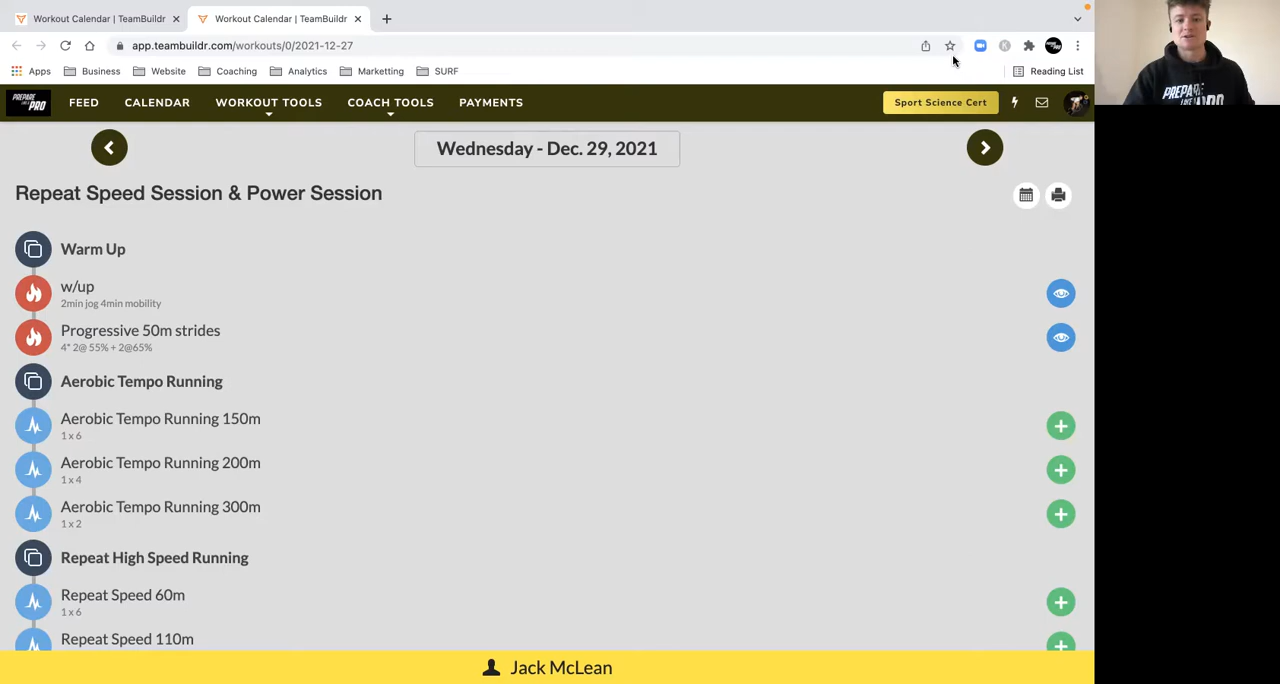 Workout Calendar | TeamBuildr
Workout Calendar | TeamBuildr
app.teambuildr.com/workouts/0/2021-12-27
Apps Business Website Coaching Analytics Marketting SURF Reading List
PREPARE LIKE A PRO FEED CALENDAR WORKOUT TOOLS COACH TOOLS PAYMENTS Sport Science Cert
Wednesday - Dec. 29, 2021
Repeat Speed Session & Power Session
Warm Up
w/up
2min jog 4min mobility
Progressive 50m strides
4* 2@ 55% + 2@65%
Aerobic Tempo Running
Aerobic Tempo Running 150m
1 x 6
Aerobic Tempo Running 200m
1 x 4
Aerobic Tempo Running 300m
1 x 2
Repeat High Speed Running
Repeat Speed 60m
1 x 6
Repeat Speed 110m
Jack McLean